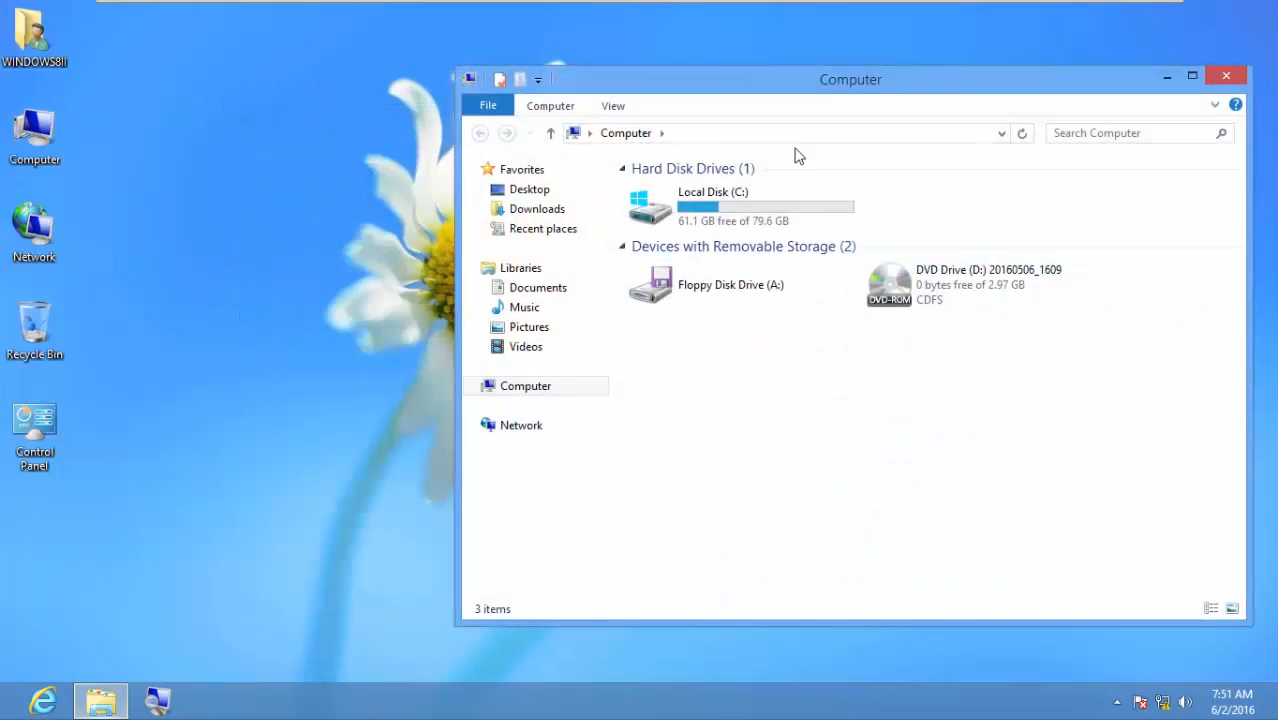 WINDOWS8II
Computer
Network
Recycle Bin
Control
Panel
Computer
File
Computer
View
Computer
Search Computer
Favorites
Desktop
Downloads
Recent places
Libraries
Documents
Music
Pictures
Videos
Computer
Network
Hard Disk Drives (1)
Local Disk (C:)
61.1 GB free of 79.6 GB
Devices with Removable Storage (2)
Floppy Disk Drive (A:)
DVD-ROM
DVD Drive (D:) 20160506_1609
0 bytes free of 2.97 GB
CDFS
3 items
7:51 AM
6/2/2016